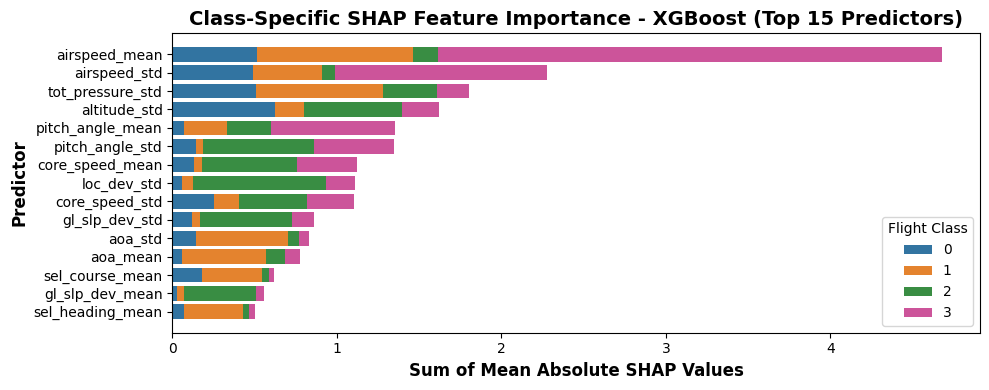 Class-Specific SHAP Feature Importance - XGBoost (Top 15 Predictors)
Predictor
airspeed_mean
airspeed_std
tot_pressure_std
altitude_std
pitch_angle_mean
pitch_angle_std
core_speed_mean
loc_dev_std
core_speed_std
gl_slp_dev_std
aoa_std
aoa_mean
sel_course_mean
gl_slp_dev_mean
sel_heading_mean
Flight Class
0
1
2
3
0 1 2 3 4
Sum of Mean Absolute SHAP Values